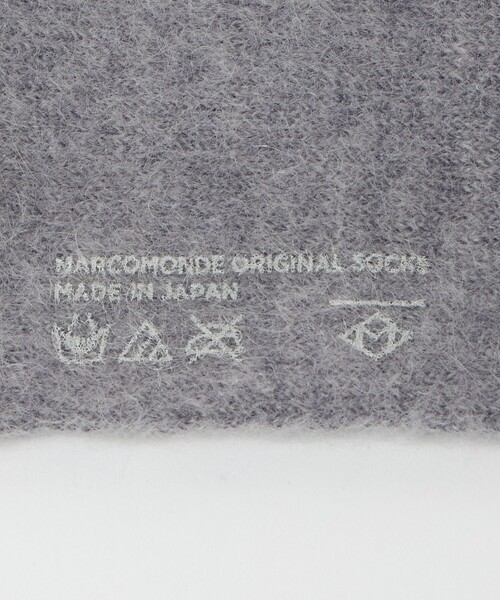 MARCOMONDE ORIGINAL SOCKS
MADE IN JAPAN
M